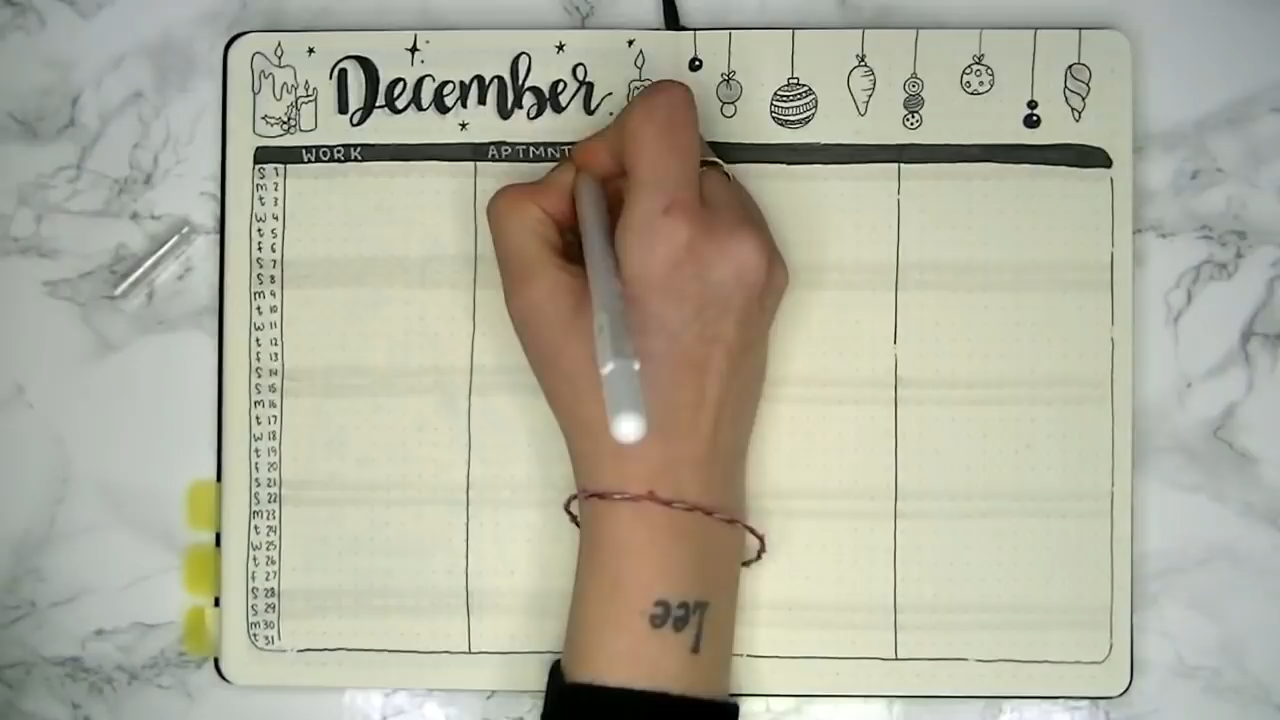 December
WORK APTMNT
S 1
m 2
t 3
w 4
t 5
f 6
S 7
S 8
m 9
t 10
w 11
t 12
f 13
S 14
S 15
m 16
t 17
w 18
t 19
f 20
S 21
S 22
m 23
t 24
w 25
t 26
f 27
S 28
S 29
m 30
t 31
Lee